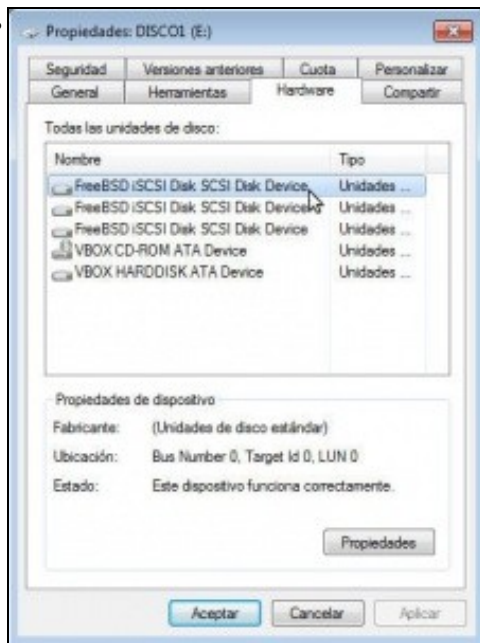 Propiedades: DISCO1 (E:)
Seguridad Versiones anteriores Cuota Personalizar
General Herramientas Hardware Compartir
Todas las unidades de disco:
Nombre Tipo
FreeBSD iSCSI Disk SCSI Disk Device Unidades ...
FreeBSD iSCSI Disk SCSI Disk Device Unidades ...
FreeBSD iSCSI Disk SCSI Disk Device Unidades ...
VBOX CD-ROM ATA Device Unidades ...
VBOX HARDDISK ATA Device Unidades ...
Propiedades de dispositivo
Fabricante: (Unidades de disco estándar)
Ubicación: Bus Number 0, Target Id 0, LUN 0
Estado: Este dispositivo funciona correctamente.
Propiedades
Aceptar Cancelar Aplicar